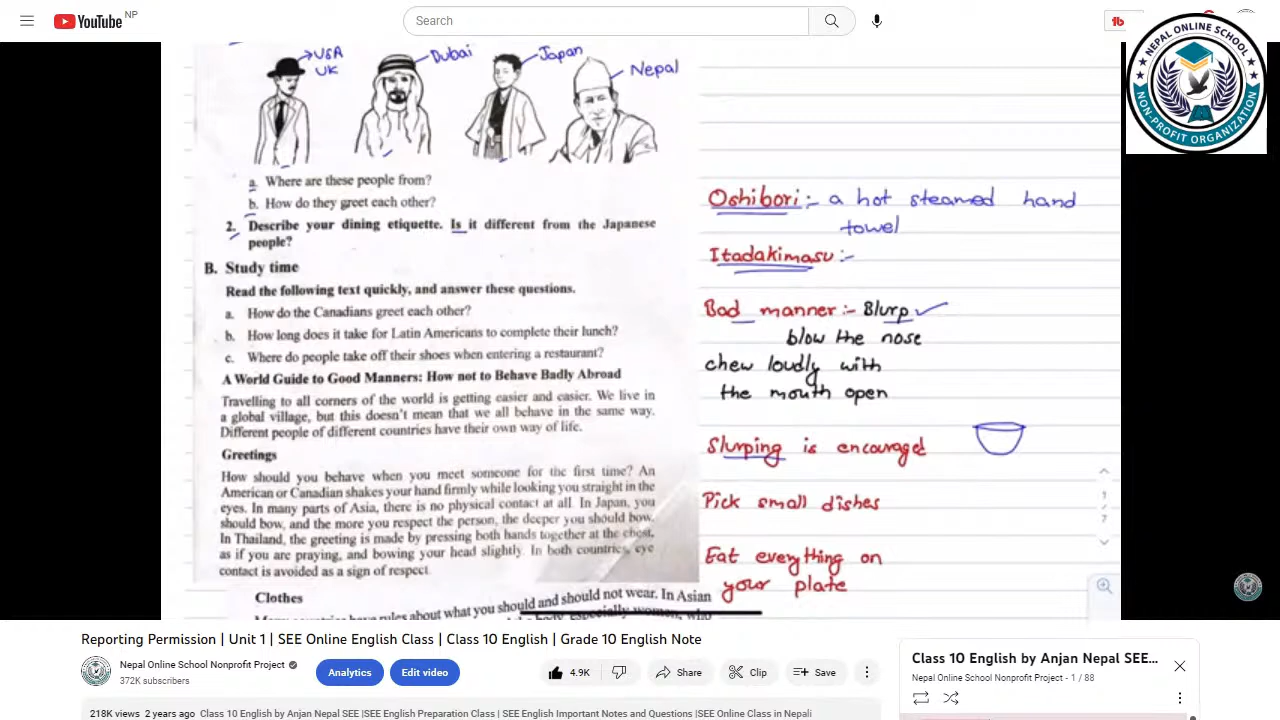 YouTube NP
Search
NEPAL ONLINE SCHOOL
NON-PROFIT ORGANIZATION
USA
UK
Dubai
Japan
Nepal
a. Where are these people from?
b. How do they greet each other?
2. Describe your dining etiquette. Is it different from the Japanese
people?
B. Study time
Read the following text quickly, and answer these questions.
a. How do the Canadians greet each other?
b. How long does it take for Latin Americans to complete their lunch?
c. Where do people take off their shoes when entering a restaurant?
A World Guide to Good Manners: How not to Behave Badly Abroad
Travelling to all corners of the world is getting easier and easier. We live in
a global village, but this doesn't mean that we all behave in the same way.
Different people of different countries have their own way of life.
Greetings
How should you behave when you meet someone for the first time? An
American or Canadian shakes your hand firmly while looking you straight in the
eyes. In many parts of Asia, there is no physical contact at all. In Japan, you
should bow, and the more you respect the person, the deeper you should bow.
In Thailand, the greeting is made by pressing both hands together at the chest,
as if you are praying, and bowing your head slightly. In both countries, eye
contact is avoided as a sign of respect.
Clothes
rules about what you should and should not wear. In Asian
Oshibori :- a hot steamed hand
towel
Itadakimasu :-
Bad manner :- Blurp
blow the nose
chew loudly with
the mouth open
Slurping is encouraged
Pick small dishes
Eat everything on
your plate
1
7
Reporting Permission | Unit 1 | SEE Online English Class | Class 10 English | Grade 10 English Note
Nepal Online School Nonprofit Project
372K subscribers
Analytics
Edit video
4.9K
Share
Clip
Save
218K views 2 years ago Class 10 English by Anjan Nepal SEE |SEE English Preparation Class | SEE English Important Notes and Questions |SEE Online Class in Nepali
Class 10 English by Anjan Nepal SEE...
Nepal Online School Nonprofit Project - 1 / 88